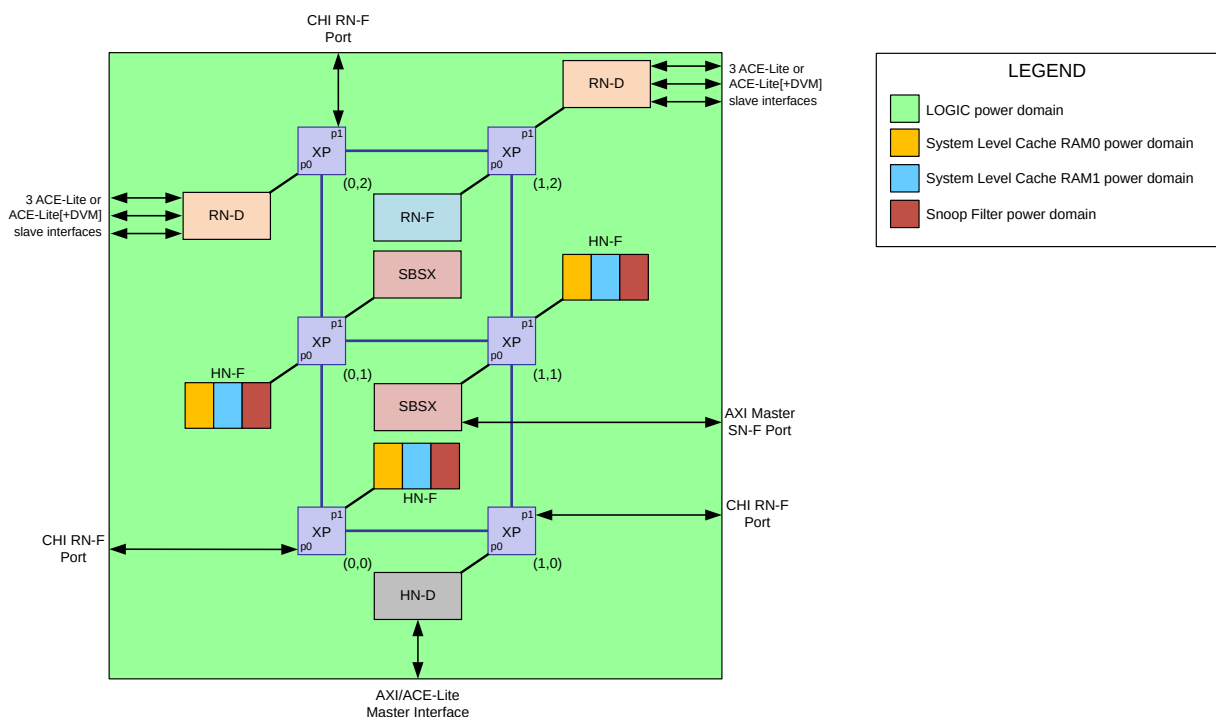 CHI RN-F
Port
3 ACE-Lite or
ACE-Lite[+DVM]
slave interfaces
RN-D
p1
XP
p0
(0,2)
p1
XP
p0
(1,2)
3 ACE-Lite or
ACE-Lite[+DVM]
slave interfaces
RN-D
RN-F
HN-F
SBSX
p1
XP
p0
(0,1)
p1
XP
p0
(1,1)
HN-F
SBSX
AXI Master
SN-F Port
HN-F
p1
XP
p0
(0,0)
p1
XP
p0
(1,0)
CHI RN-F
Port
CHI RN-F
Port
HN-D
AXI/ACE-Lite
Master Interface
LEGEND
LOGIC power domain
System Level Cache RAM0 power domain
System Level Cache RAM1 power domain
Snoop Filter power domain